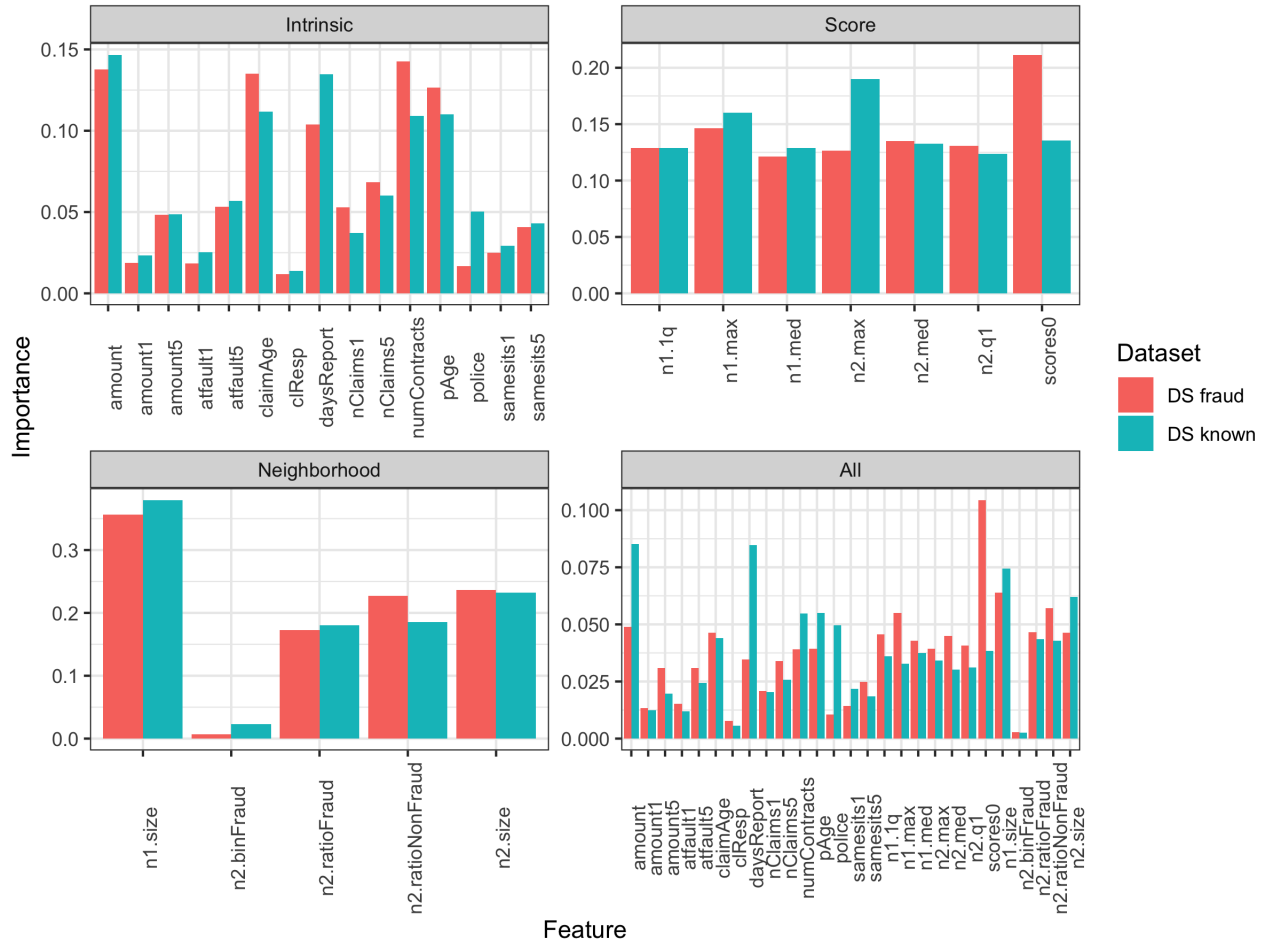 Intrinsic
Score
0.15
0.10
0.05
0.00
0.20
0.15
0.10
0.05
0.00
amount
amount1
amount5
atfault1
atfault5
claimAge
clResp
daysReport
nClaims1
nClaims5
numContracts
pAge
police
samesits1
samesits5
n1.1q
n1.max
n1.med
n2.max
n2.med
n2.q1
scores0
Importance
Dataset
DS fraud
DS known
Neighborhood
All
0.3
0.2
0.1
0.0
0.100
0.075
0.050
0.025
0.000
n1.size
n2.binFraud
n2.ratioFraud
n2.ratioNonFraud
n2.size
amount
amount1
amount5
atfault1
atfault5
claimAge
clResp
daysReport
nClaims1
nClaims5
numContracts
pAge
police
samesits1
samesits5
n1.1q
n1.max
n1.med
n2.max
n2.med
n2.q1
scores0
n1.size
n2.binFraud
n2.ratioFraud
n2.ratioNonFraud
n2.size
Feature